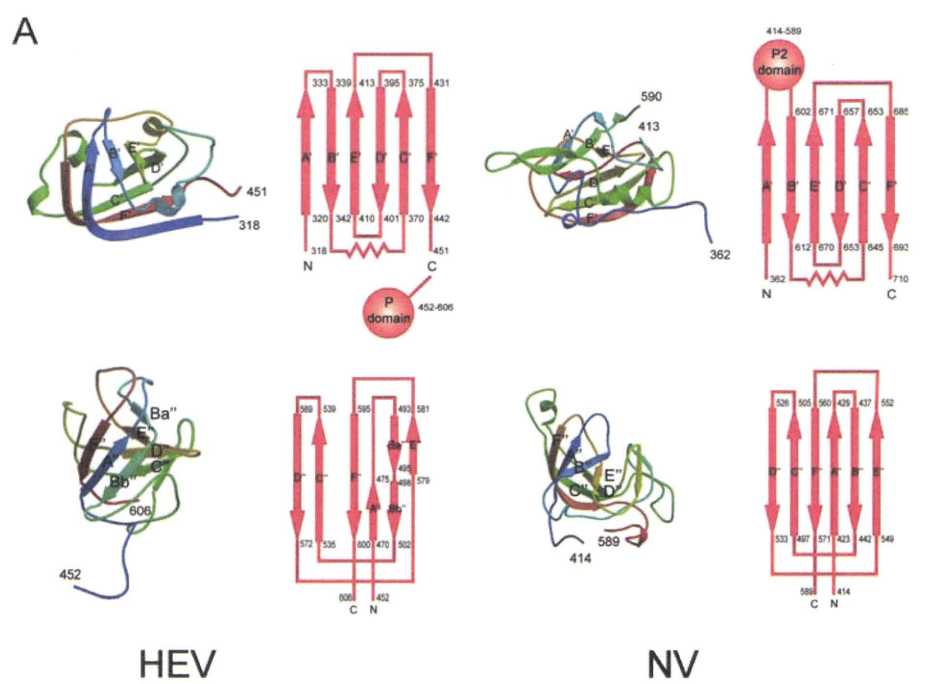 A
414-589
P2
domain
333 339 413 395 375 431
602 671 657 653 685
590
413
A' B' E' D' C' F'
A' B' E' D' C' F'
A' B' E' D' C' F'
451
318
320 342 410 401 370 442
318 451
N C
P
domain
452-606
362
612 670 653 645 693
362 710
N C
569 539 595 493 581
Ba"
E"
D"
C"
A"
Bb"
606
452
D" C" F" A" Ba" E" Bb"
475 495 498 579
572 535 600 470 502
606 452
C N
A"
B"
C"
E"
D"
589
414
526 505 560 429 437 552
D" C" F" A" B" E"
533 497 571 423 442 549
589 414
C N
HEV
NV